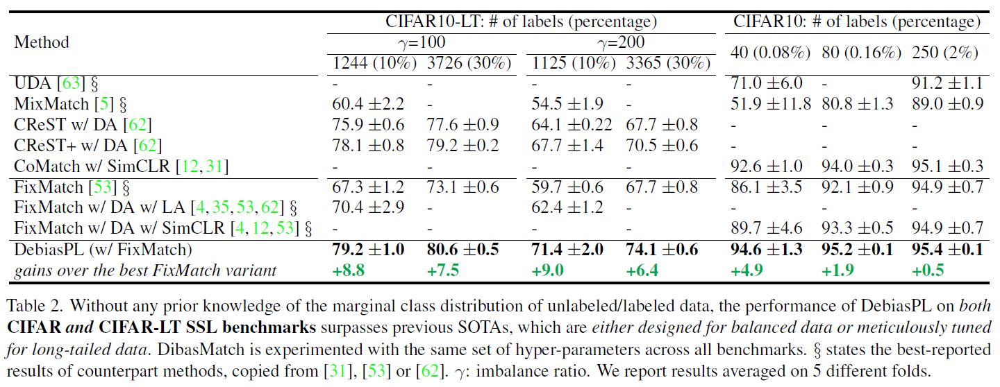 Method CIFAR10-LT: # of labels (percentage) CIFAR10: # of labels (percentage)
γ=100 γ=200
1244 (10%) 3726 (30%) 1125 (10%) 3365 (30%) 40 (0.08%) 80 (0.16%) 250 (2%)
UDA [63] § - - - - 71.0 ±6.0 - 91.2 ±1.1
MixMatch [5] § 60.4 ±2.2 - 54.5 ±1.9 - 51.9 ±11.8 80.8 ±1.3 89.0 ±0.9
CReST w/ DA [62] 75.9 ±0.6 77.6 ±0.9 64.1 ±0.22 67.7 ±0.8 - - -
CReST+ w/ DA [62] 78.1 ±0.8 79.2 ±0.2 67.7 ±1.4 70.5 ±0.6 - - -
CoMatch w/ SimCLR [12, 31] - - - - 92.6 ±1.0 94.0 ±0.3 95.1 ±0.3
FixMatch [53] § 67.3 ±1.2 73.1 ±0.6 59.7 ±0.6 67.7 ±0.8 86.1 ±3.5 92.1 ±0.9 94.9 ±0.7
FixMatch w/ DA w/ LA [4, 35, 53, 62] § 70.4 ±2.9 - 62.4 ±1.2 - - - -
FixMatch w/ DA w/ SimCLR [4, 12, 53] § - - - - 89.7 ±4.6 93.3 ±0.5 94.9 ±0.7
DebiasPL (w/ FixMatch) 79.2 ±1.0 80.6 ±0.5 71.4 ±2.0 74.1 ±0.6 94.6 ±1.3 95.2 ±0.1 95.4 ±0.1
gains over the best FixMatch variant +8.8 +7.5 +9.0 +6.4 +4.9 +1.9 +0.5
Table 2. Without any prior knowledge of the marginal class distribution of unlabeled/labeled data, the performance of DebiasPL on both
CIFAR and CIFAR-LT SSL benchmarks surpasses previous SOTAs, which are either designed for balanced data or meticulously tuned
for long-tailed data. DibasMatch is experimented with the same set of hyper-parameters across all benchmarks. § states the best-reported
results of counterpart methods, copied from [31], [53] or [62]. γ: imbalance ratio. We report results averaged on 5 different folds.